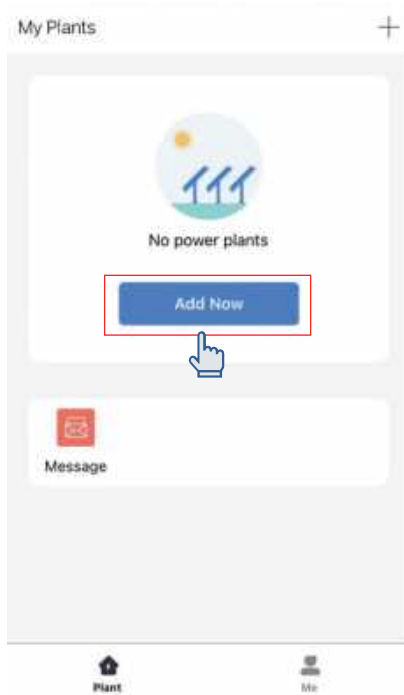 My Plants
No power plants
Add Now
Message
Plant
Me